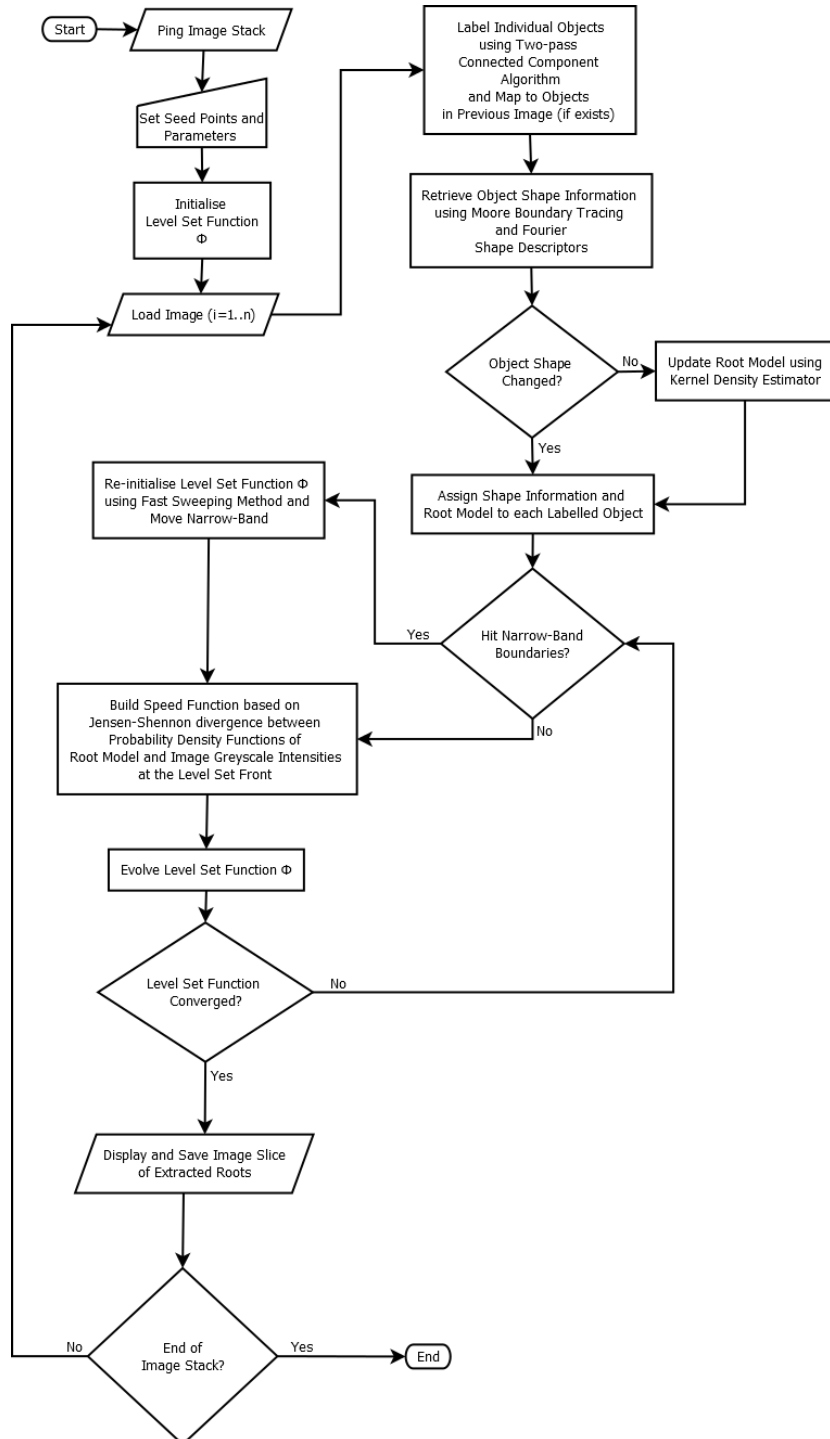 Start
Ping Image Stack
Set Seed Points and
Parameters
Initialise
Level Set Function
Φ
Load Image (i=1..n)
Label Individual Objects
using Two-pass
Connected Component
Algorithm
and Map to Objects
in Previous Image (if exists)
Retrieve Object Shape Information
using Moore Boundary Tracing
and Fourier
Shape Descriptors
Object Shape
Changed?
No
Update Root Model using
Kernel Density Estimator
Yes
Assign Shape Information and
Root Model to each Labelled Object
Hit Narrow-Band
Boundaries?
Yes
Re-initialise Level Set Function Φ
using Fast Sweeping Method and
Move Narrow-Band
No
Build Speed Function based on
Jensen-Shennon divergence between
Probability Density Functions of
Root Model and Image Greyscale Intensities
at the Level Set Front
Evolve Level Set Function Φ
Level Set Function
Converged?
No
Yes
Display and Save Image Slice
of Extracted Roots
End of
Image Stack?
No
Yes
End